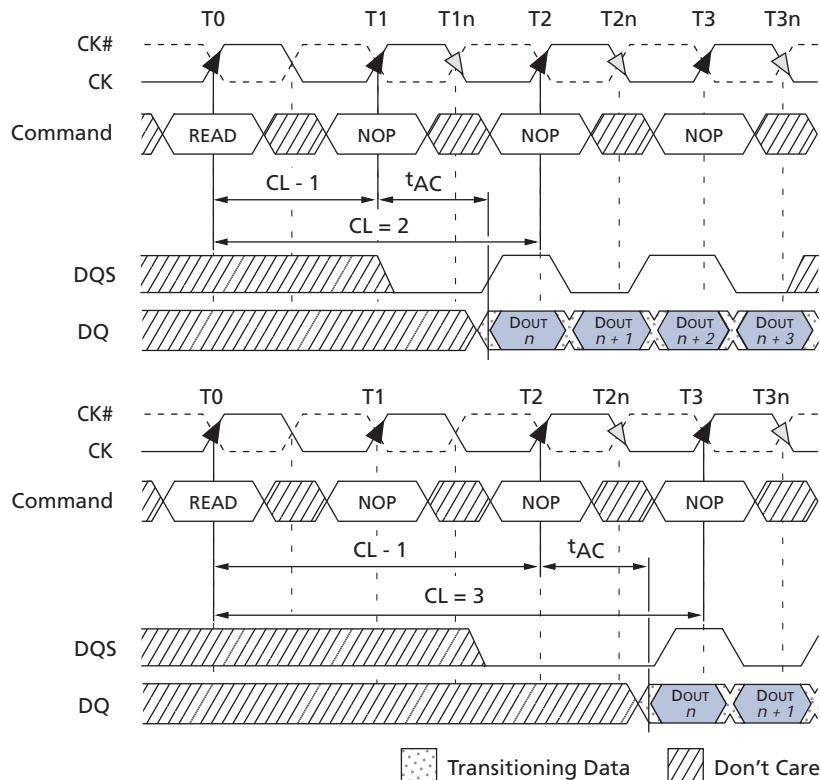 T0 T1 T1n T2 T2n T3 T3n
CK#
CK
Command READ NOP NOP NOP
CL - 1 tAC
CL = 2
DQS
DQ DOUT n DOUT n + 1 DOUT n + 2 DOUT n + 3
T0 T1 T2 T2n T3 T3n
CK#
CK
Command READ NOP NOP NOP
CL - 1 tAC
CL = 3
DQS
DQ DOUT n DOUT n + 1
Transitioning Data Don't Care